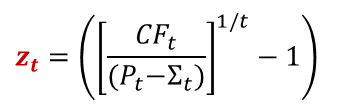 z_t = ([CF_t / (P_t–Σ_t)]^{1/t} − 1)